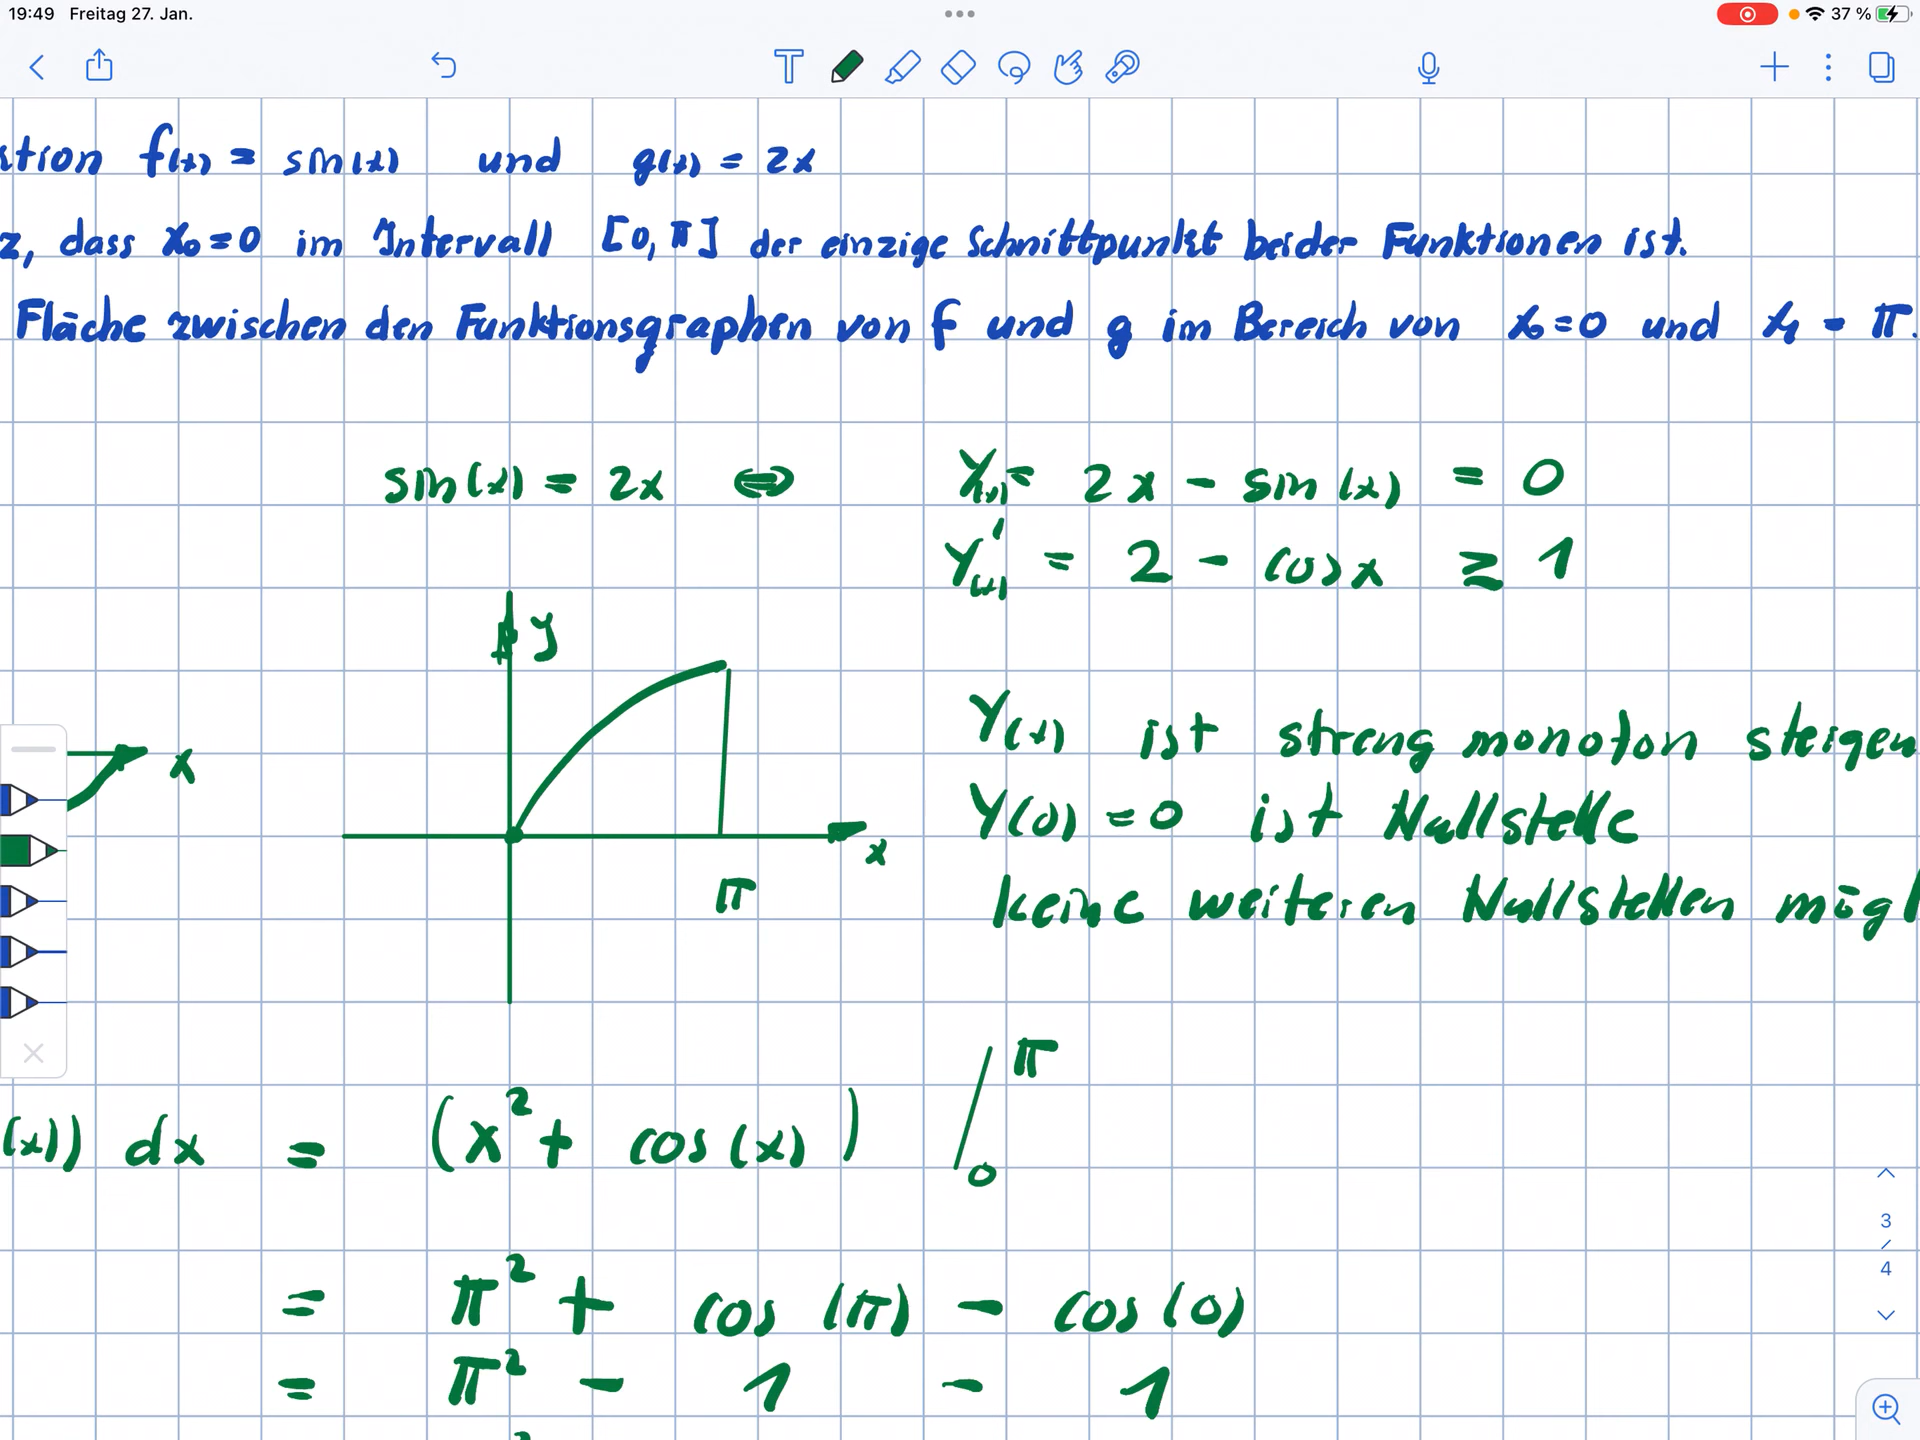 19:49 Freitag 27. Jan.
37 %
f(x) = sin(x) und g(x) = 2x
z, dass x₀=0 im Intervall [0, π] der einzige Schnittpunkt beider Funktionen ist.
Fläche zwischen den Funktionsgraphen von f und g im Bereich von x₀=0 und x₁ = π.
sin(x) = 2x ⇔ Y(x) = 2x - sin(x) = 0
Y'(x) = 2 - cos x ≥ 1
y
x
x
π
Y(x) ist streng monoton steigen
Y(0) = 0 ist Nullstelle
keine weiteren Nullstellen mögl
(x)) dx = (x² + cos(x)) | π 0
= π² + cos(π) - cos(0)
= π² - 1 - 1
3
/
4